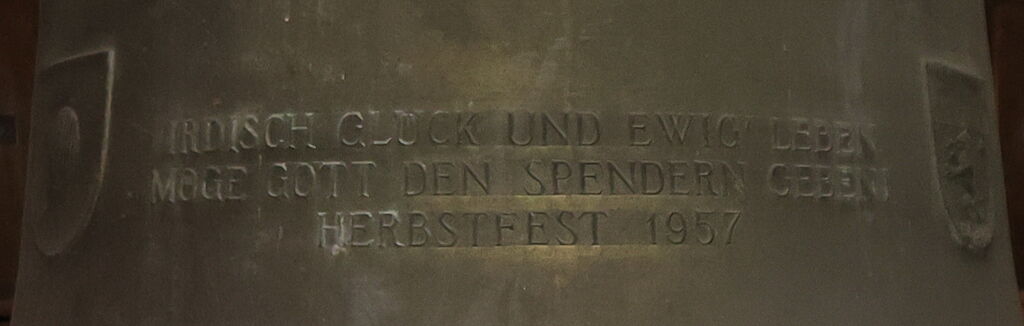 IRDISCH GLÜCK UND EWIG' LEBEN
MÖGE GOTT DEN SPENDERN GEBEN!
HERBSTFEST 1957